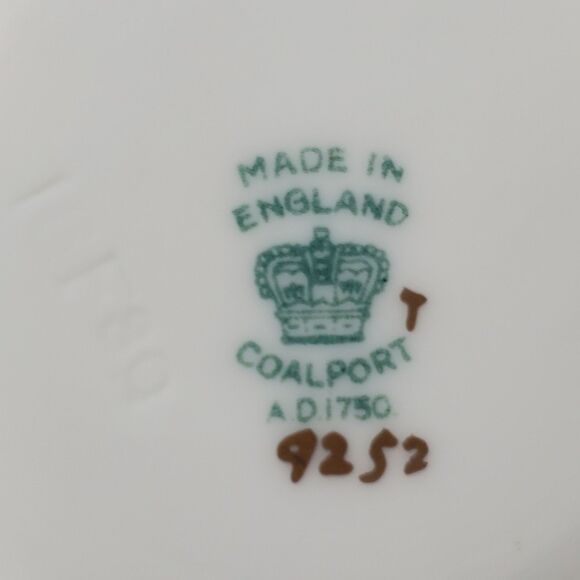 MADE IN
ENGLAND
T
COALPORT
A.D.1750.
9252